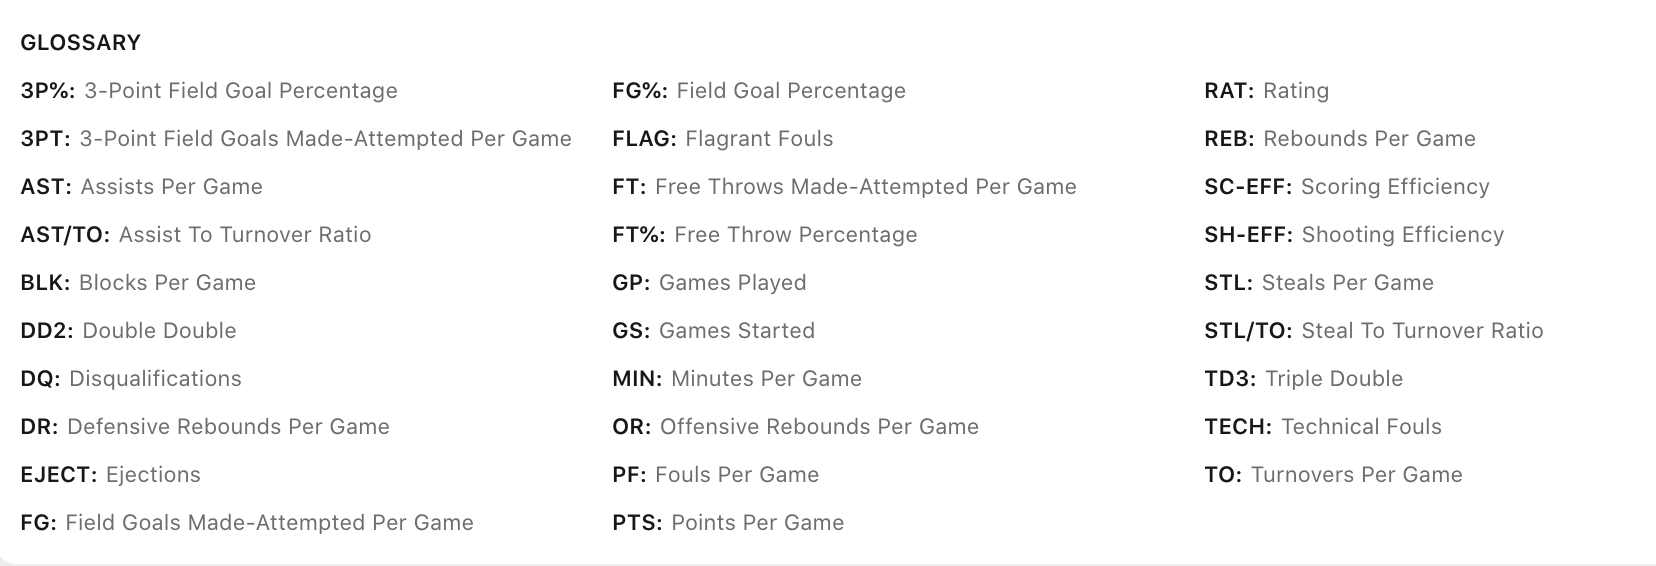 GLOSSARY
3P%: 3-Point Field Goal Percentage
3PT: 3-Point Field Goals Made-Attempted Per Game
AST: Assists Per Game
AST/TO: Assist To Turnover Ratio
BLK: Blocks Per Game
DD2: Double Double
DQ: Disqualifications
DR: Defensive Rebounds Per Game
EJECT: Ejections
FG: Field Goals Made-Attempted Per Game
FG%: Field Goal Percentage
FLAG: Flagrant Fouls
FT: Free Throws Made-Attempted Per Game
FT%: Free Throw Percentage
GP: Games Played
GS: Games Started
MIN: Minutes Per Game
OR: Offensive Rebounds Per Game
PF: Fouls Per Game
PTS: Points Per Game
RAT: Rating
REB: Rebounds Per Game
SC-EFF: Scoring Efficiency
SH-EFF: Shooting Efficiency
STL: Steals Per Game
STL/TO: Steal To Turnover Ratio
TD3: Triple Double
TECH: Technical Fouls
TO: Turnovers Per Game